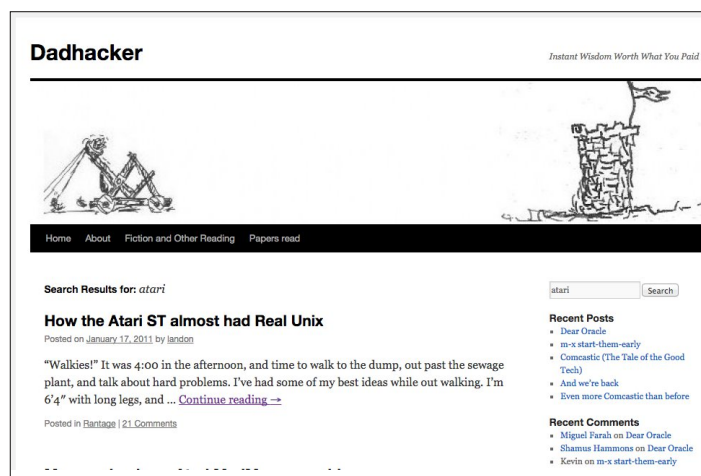 Dadhacker
Instant Wisdom Worth What You Paid
Home About Fiction and Other Reading Papers read
Search Results for: atari
How the Atari ST almost had Real Unix
Posted on January 17, 2011 by landon
“Walkies!” It was 4:00 in the afternoon, and time to walk to the dump, out past the sewage
plant, and talk about hard problems. I’ve had some of my best ideas while out walking. I’m
6’4″ with long legs, and ... Continue reading →
Posted in Rantage | 21 Comments
atari Search
Recent Posts
Dear Oracle
m-x start-them-early
Comcastic (The Tale of the Good
Tech)
And we're back
Even more Comcastic than before
Recent Comments
Miguel Farah on Dear Oracle
Shamus Hammons on Dear Oracle
Kevin on m-x start-them-early